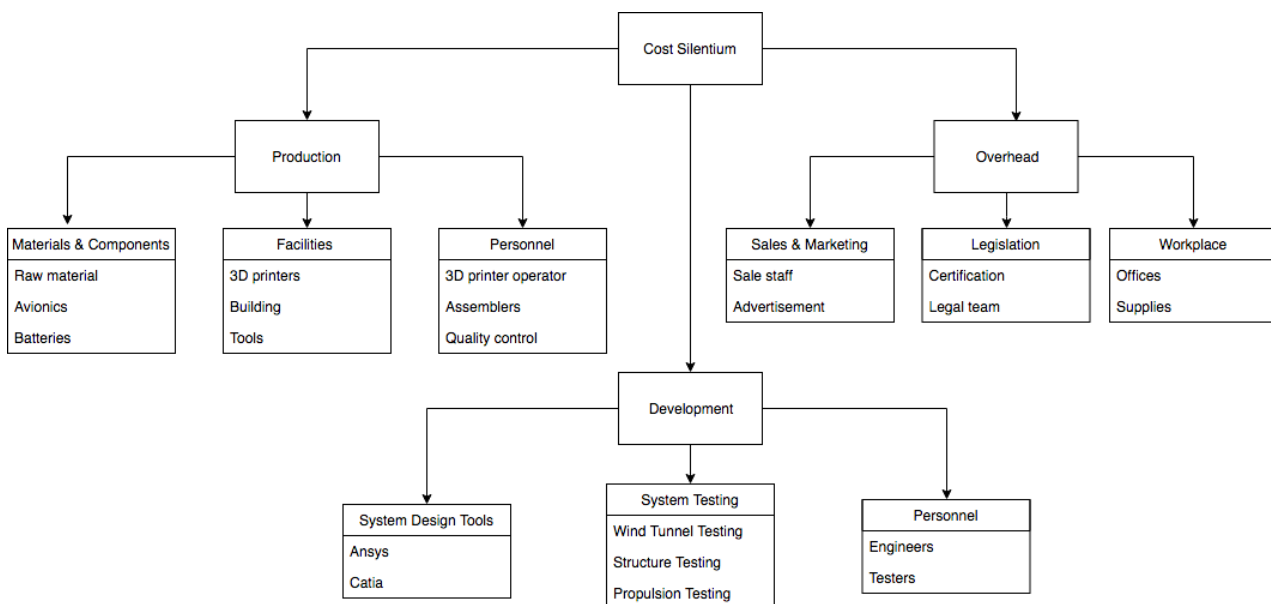 Cost Silentium
Production
Overhead
Materials & Components
Raw material
Avionics
Batteries
Facilities
3D printers
Building
Tools
Personnel
3D printer operator
Assemblers
Quality control
Sales & Marketing
Sale staff
Advertisement
Legislation
Certification
Legal team
Workplace
Offices
Supplies
Development
System Design Tools
Ansys
Catia
System Testing
Wind Tunnel Testing
Structure Testing
Propulsion Testing
Personnel
Engineers
Testers